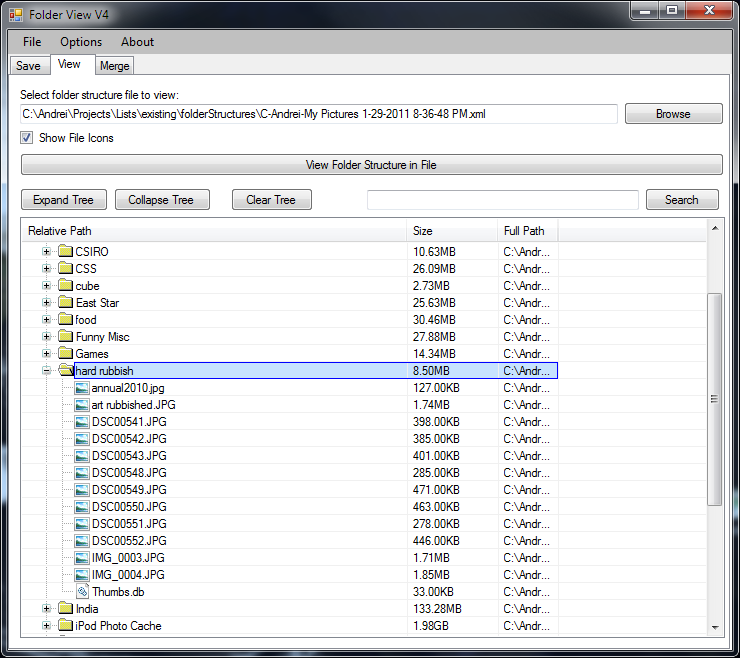 Folder View V4
File Options About
Save View Merge
Select folder structure file to view:
C:\Andrei\Projects\Lists\existing\folderStructures\C-Andrei-My Pictures 1-29-2011 8-36-48 PM.xml Browse
Show File Icons
View Folder Structure in File
Expand Tree Collapse Tree Clear Tree Search
Relative Path Size Full Path
CSIRO 10.63MB C:\Andr...
CSS 26.09MB C:\Andr...
cube 2.73MB C:\Andr...
East Star 25.63MB C:\Andr...
food 30.46MB C:\Andr...
Funny Misc 27.88MB C:\Andr...
Games 14.34MB C:\Andr...
hard rubbish 8.50MB C:\Andr...
annual2010.jpg 127.00KB C:\Andr...
art rubbished.JPG 1.74MB C:\Andr...
DSC00541.JPG 398.00KB C:\Andr...
DSC00542.JPG 385.00KB C:\Andr...
DSC00543.JPG 401.00KB C:\Andr...
DSC00548.JPG 285.00KB C:\Andr...
DSC00549.JPG 471.00KB C:\Andr...
DSC00550.JPG 463.00KB C:\Andr...
DSC00551.JPG 278.00KB C:\Andr...
DSC00552.JPG 446.00KB C:\Andr...
IMG_0003.JPG 1.71MB C:\Andr...
IMG_0004.JPG 1.85MB C:\Andr...
Thumbs.db 33.00KB C:\Andr...
India 133.28MB C:\Andr...
iPod Photo Cache 1.98GB C:\Andr...